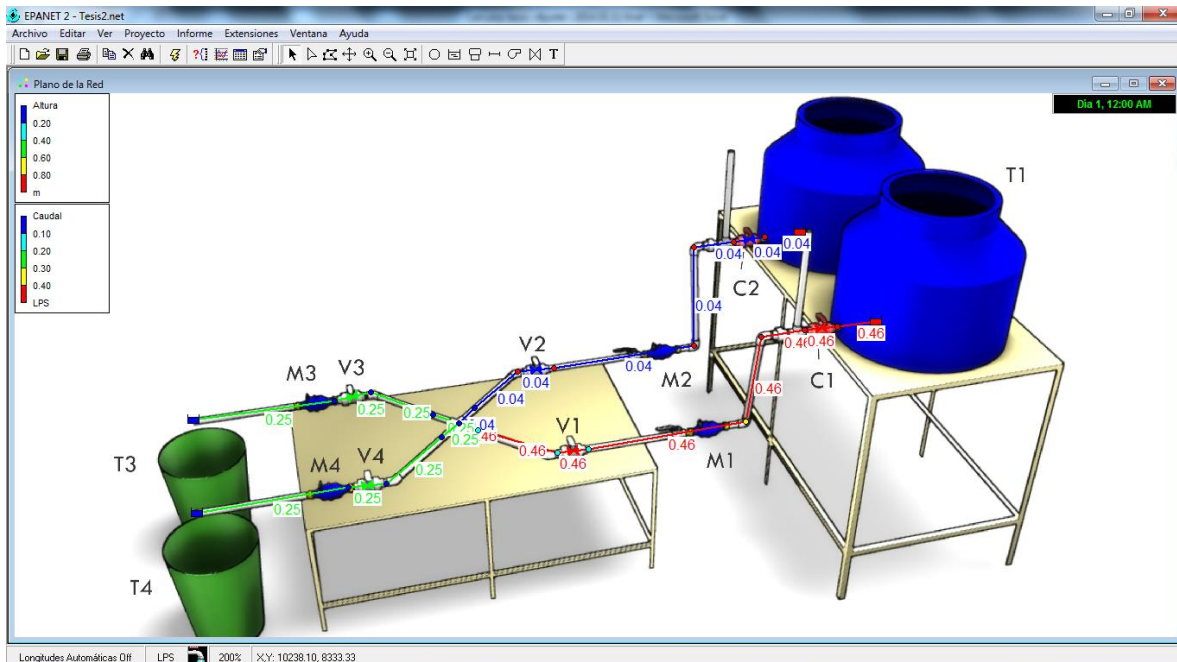 EPANET 2 - Tesis2.net
Archivo Editar Ver Proyecto Informe Extensiones Ventana Ayuda
T
Plano de la Red
Día 1, 12:00 AM
Altura
0.20
0.40
0.60
0.80
m
Caudal
0.10
0.20
0.30
0.40
LPS
T1
0.04
0.04
0.04
C2
0.04
0.46
0.46
C1
0.46
V2
0.04
0.04
M2
0.04
M3
V3
0.25
0.25
0.25
0.04
0.25
46
0.46
V1
0.46
0.46
M1
T3
M4
V4
0.25
0.25
0.25
T4
Longitudes Automáticas Off LPS 200% X,Y: 10238.10, 8333.33